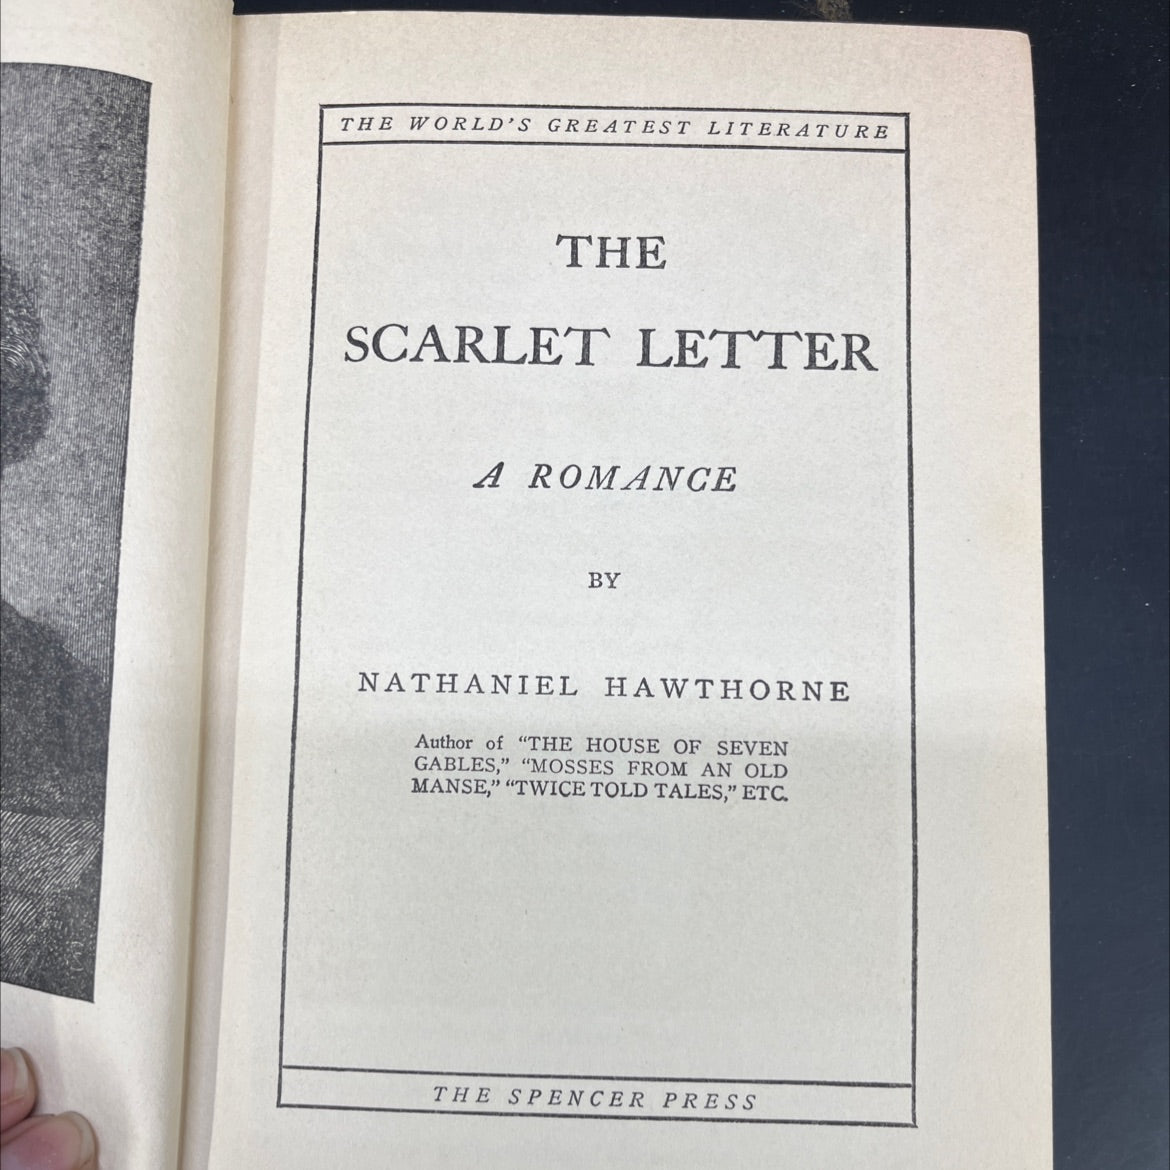 THE WORLD'S GREATEST LITERATURE
THE
SCARLET LETTER
A ROMANCE
BY
NATHANIEL HAWTHORNE
Author of “THE HOUSE OF SEVEN
GABLES,” “MOSSES FROM AN OLD
MANSE,” “TWICE TOLD TALES,” ETC.
THE SPENCER PRESS